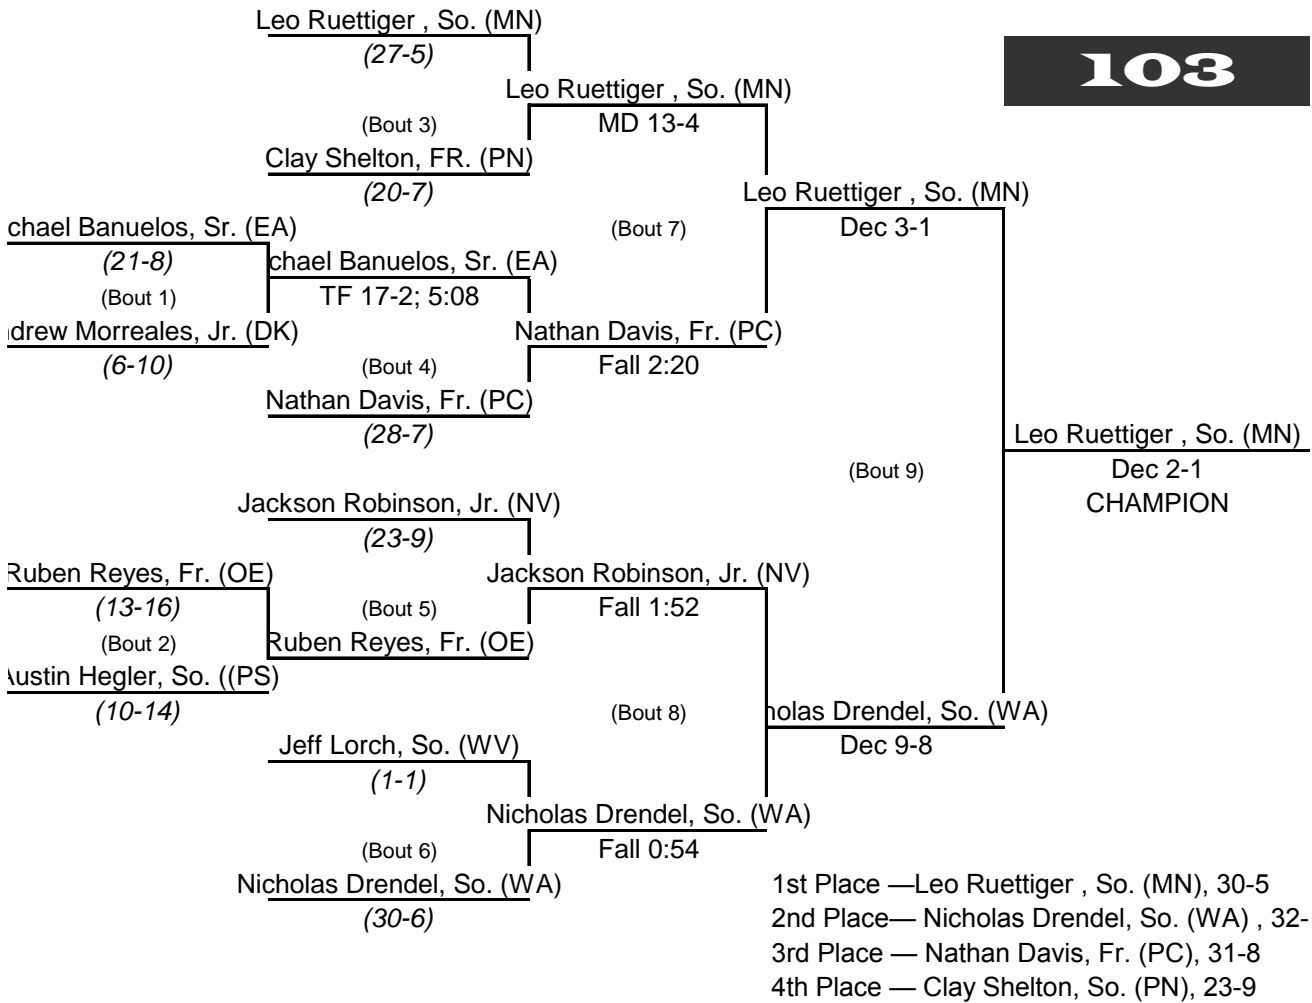 Leo Ruettiger , So. (MN)
(27-5)
103
Leo Ruettiger , So. (MN)
(Bout 3)
MD 13-4
Clay Shelton, FR. (PN)
(20-7)
Leo Ruettiger , So. (MN)
chael Banuelos, Sr. (EA)
(Bout 7)
Dec 3-1
(21-8)
chael Banuelos, Sr. (EA)
(Bout 1)
TF 17-2; 5:08
drew Morreales, Jr. (DK)
Nathan Davis, Fr. (PC)
(6-10)
(Bout 4)
Fall 2:20
Nathan Davis, Fr. (PC)
(28-7)
Leo Ruettiger , So. (MN)
(Bout 9)
Dec 2-1
CHAMPION
Jackson Robinson, Jr. (NV)
(23-9)
Ruben Reyes, Fr. (OE)
Jackson Robinson, Jr. (NV)
(13-16)
(Bout 5)
Fall 1:52
(Bout 2)
Ruben Reyes, Fr. (OE)
Austin Hegler, So. ((PS)
(10-14)
(Bout 8)
holas Drendel, So. (WA)
Jeff Lorch, So. (WV)
Dec 9-8
(1-1)
Nicholas Drendel, So. (WA)
(Bout 6)
Fall 0:54
Nicholas Drendel, So. (WA)
(30-6)
1st Place —Leo Ruettiger , So. (MN), 30-5
2nd Place— Nicholas Drendel, So. (WA) , 32-
3rd Place — Nathan Davis, Fr. (PC), 31-8
4th Place — Clay Shelton, So. (PN), 23-9